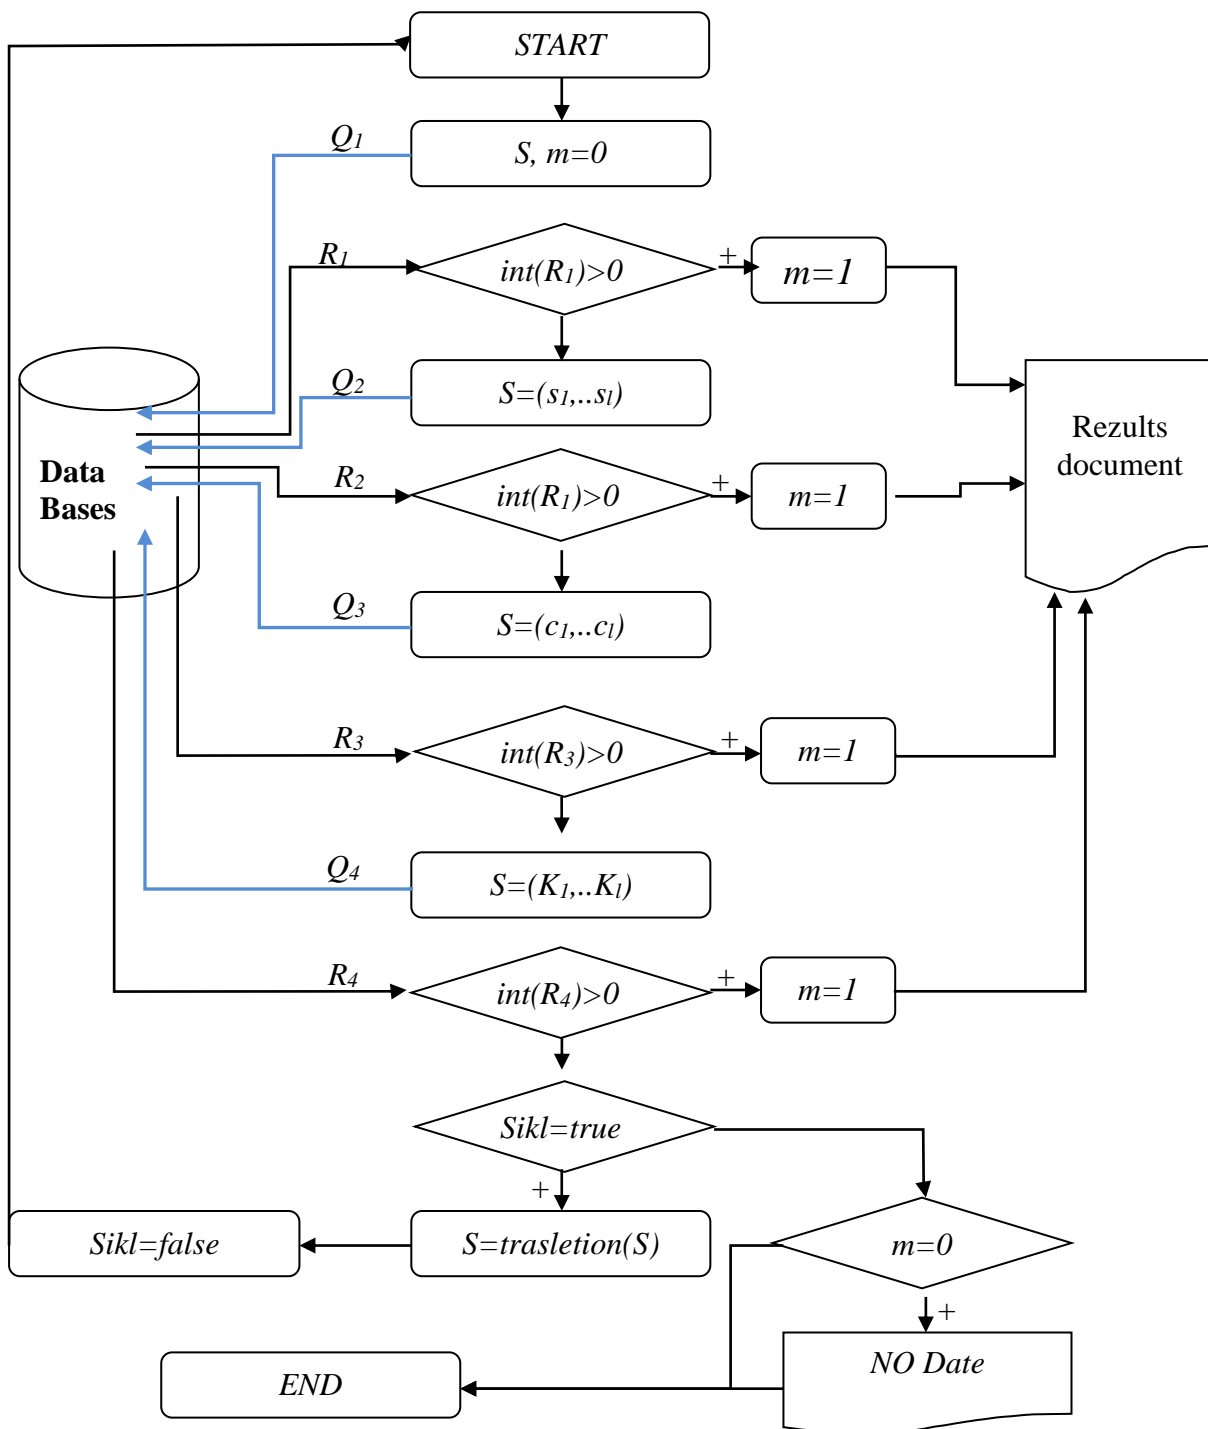 START
Q1
S, m=0
R1
int(R1)>0
+
m=1
Q2
S=(s1,..sl)
Rezults
document
Data
Bases
R2
int(R1)>0
+
m=1
Q3
S=(c1,..cl)
R3
int(R3)>0
+
m=1
Q4
S=(K1,..Kl)
R4
int(R4)>0
+
m=1
Sikl=true
+
Sikl=false
S=trasletion(S)
m=0
+
NO Date
END